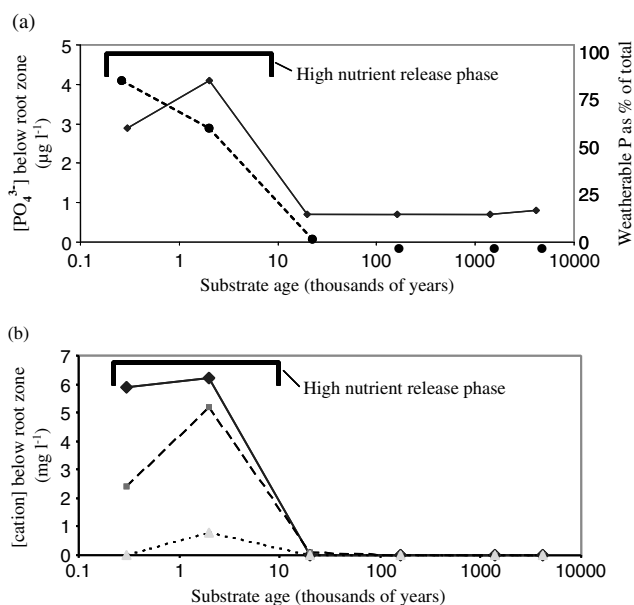 (a)
[PO₄³⁻] below root zone
(µg l⁻¹)
5
4
3
2
1
0
High nutrient release phase
100
75
50
25
0
Weatherable P as % of total
0.1 1 10 100 1000 10000
Substrate age (thousands of years)
(b)
[cation] below root zone
(mg l⁻¹)
7
6
5
4
3
2
1
0
High nutrient release phase
0.1 1 10 100 1000 10000
Substrate age (thousands of years)